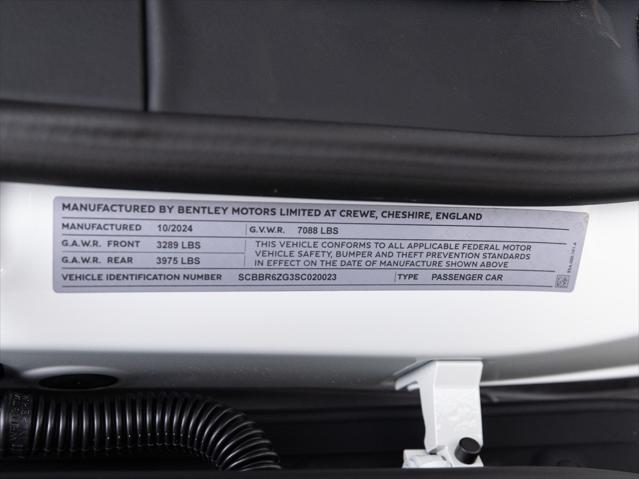 MANUFACTURED BY BENTLEY MOTORS LIMITED AT CREWE, CHESHIRE, ENGLAND
MANUFACTURED 10/2024 G.V.W.R. 7088 LBS
G.A.W.R. FRONT 3289 LBS
G.A.W.R. REAR 3975 LBS
THIS VEHICLE CONFORMS TO ALL APPLICABLE FEDERAL MOTOR
VEHICLE SAFETY, BUMPER AND THEFT PREVENTION STANDARDS
IN EFFECT ON THE DATE OF MANUFACTURE SHOWN ABOVE
VEHICLE IDENTIFICATION NUMBER SCBBR6ZG3SC020023 TYPE PASSENGER CAR